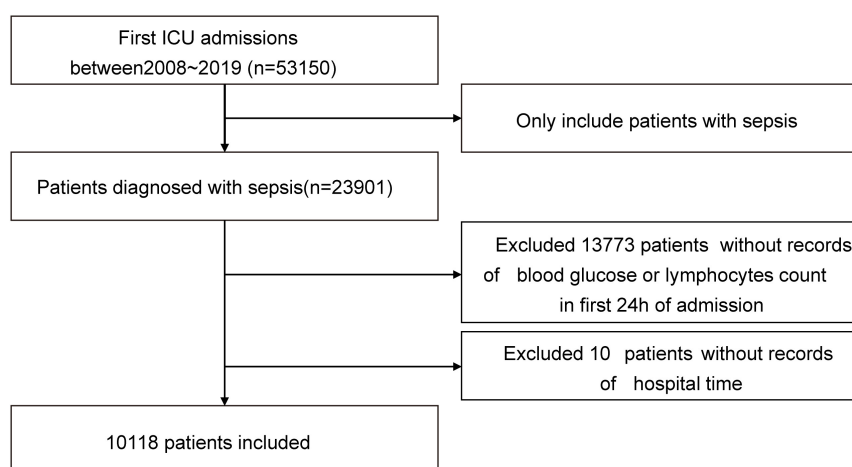 First ICU admissions
between2008~2019 (n=53150)
Only include patients with sepsis
Patients diagnosed with sepsis(n=23901)
Excluded 13773 patients without records
of blood glucose or lymphocytes count
in first 24h of admission
Excluded 10 patients without records
of hospital time
10118 patients included